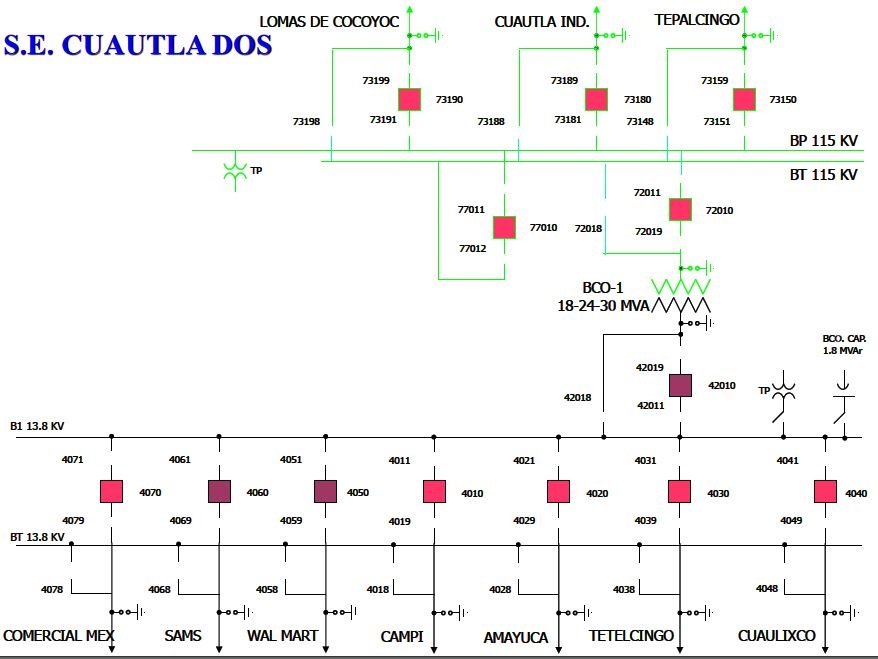 LOMAS DE COCOYOC
CUAUTLA IND.
TEPALCINGO
S.E. CUAUTLA DOS
73199
73190
73191
73198
73189
73180
73181
73188
73159
73150
73151
73148
BP 115 KV
BT 115 KV
TP
77011
77010
77012
72018
72011
72010
72019
BCO-1
18-24-30 MVA
42019
42010
42011
42018
TP
BCO. CAP.
1.8 MVAr
B1 13.8 KV
4071
4070
4079
4061
4060
4069
4051
4050
4059
4011
4010
4019
4021
4020
4029
4031
4030
4039
4041
4040
4049
BT 13.8 KV
4078
4068
4058
4018
4028
4038
4048
COMERCIAL MEX
SAMS
WAL MART
CAMPI
AMAYUCA
TETELCINGO
CUAULIXCO